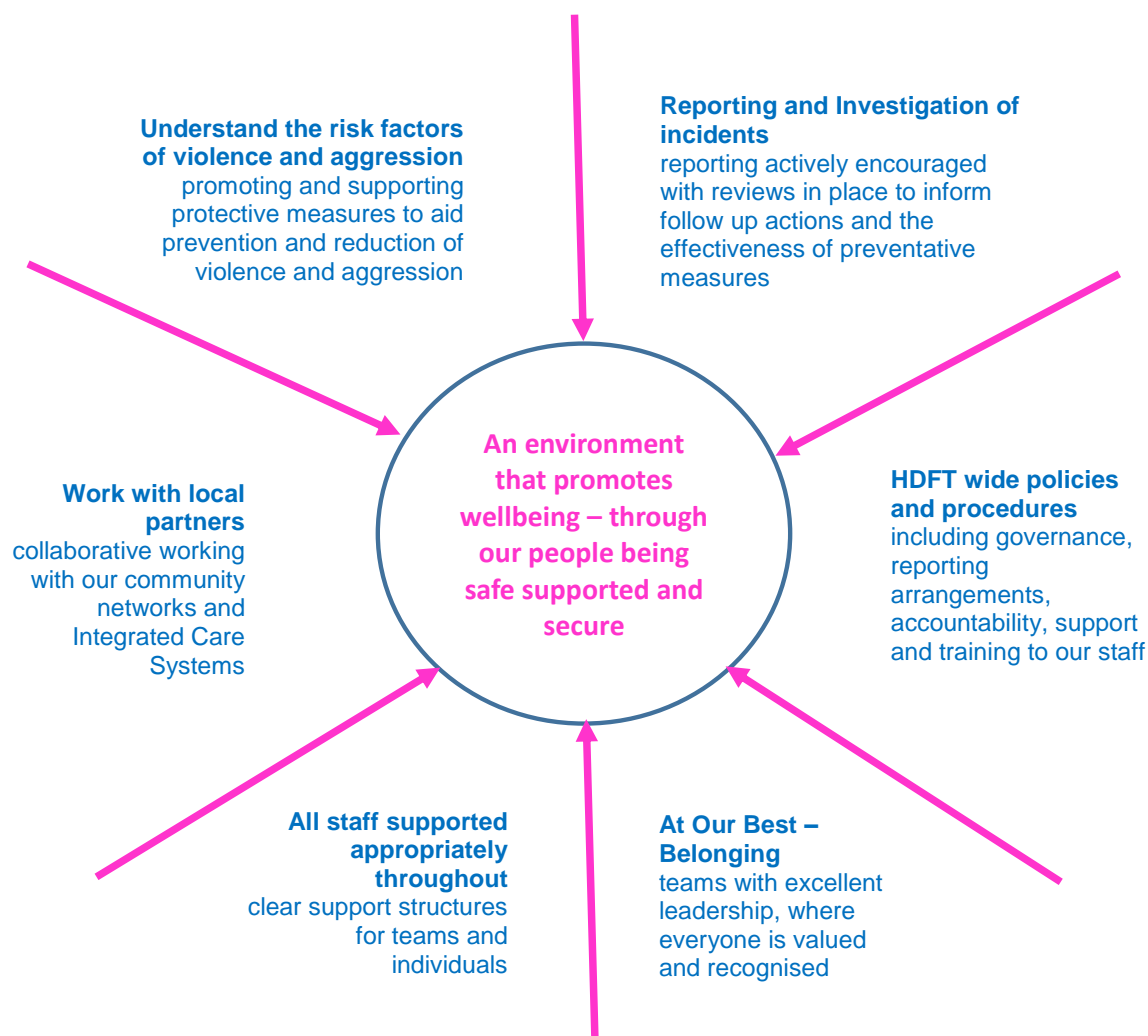 Understand the risk factors
of violence and aggression
promoting and supporting
protective measures to aid
prevention and reduction of
violence and aggression
Reporting and Investigation of
incidents
reporting actively encouraged
with reviews in place to inform
follow up actions and the
effectiveness of preventative
measures
An environment
that promotes
wellbeing – through
our people being
safe supported and
secure
Work with local
partners
collaborative working
with our community
networks and
Integrated Care
Systems
HDFT wide policies
and procedures
including governance,
reporting
arrangements,
accountability, support
and training to our staff
All staff supported
appropriately
throughout
clear support structures
for teams and
individuals
At Our Best –
Belonging
teams with excellent
leadership, where
everyone is valued
and recognised